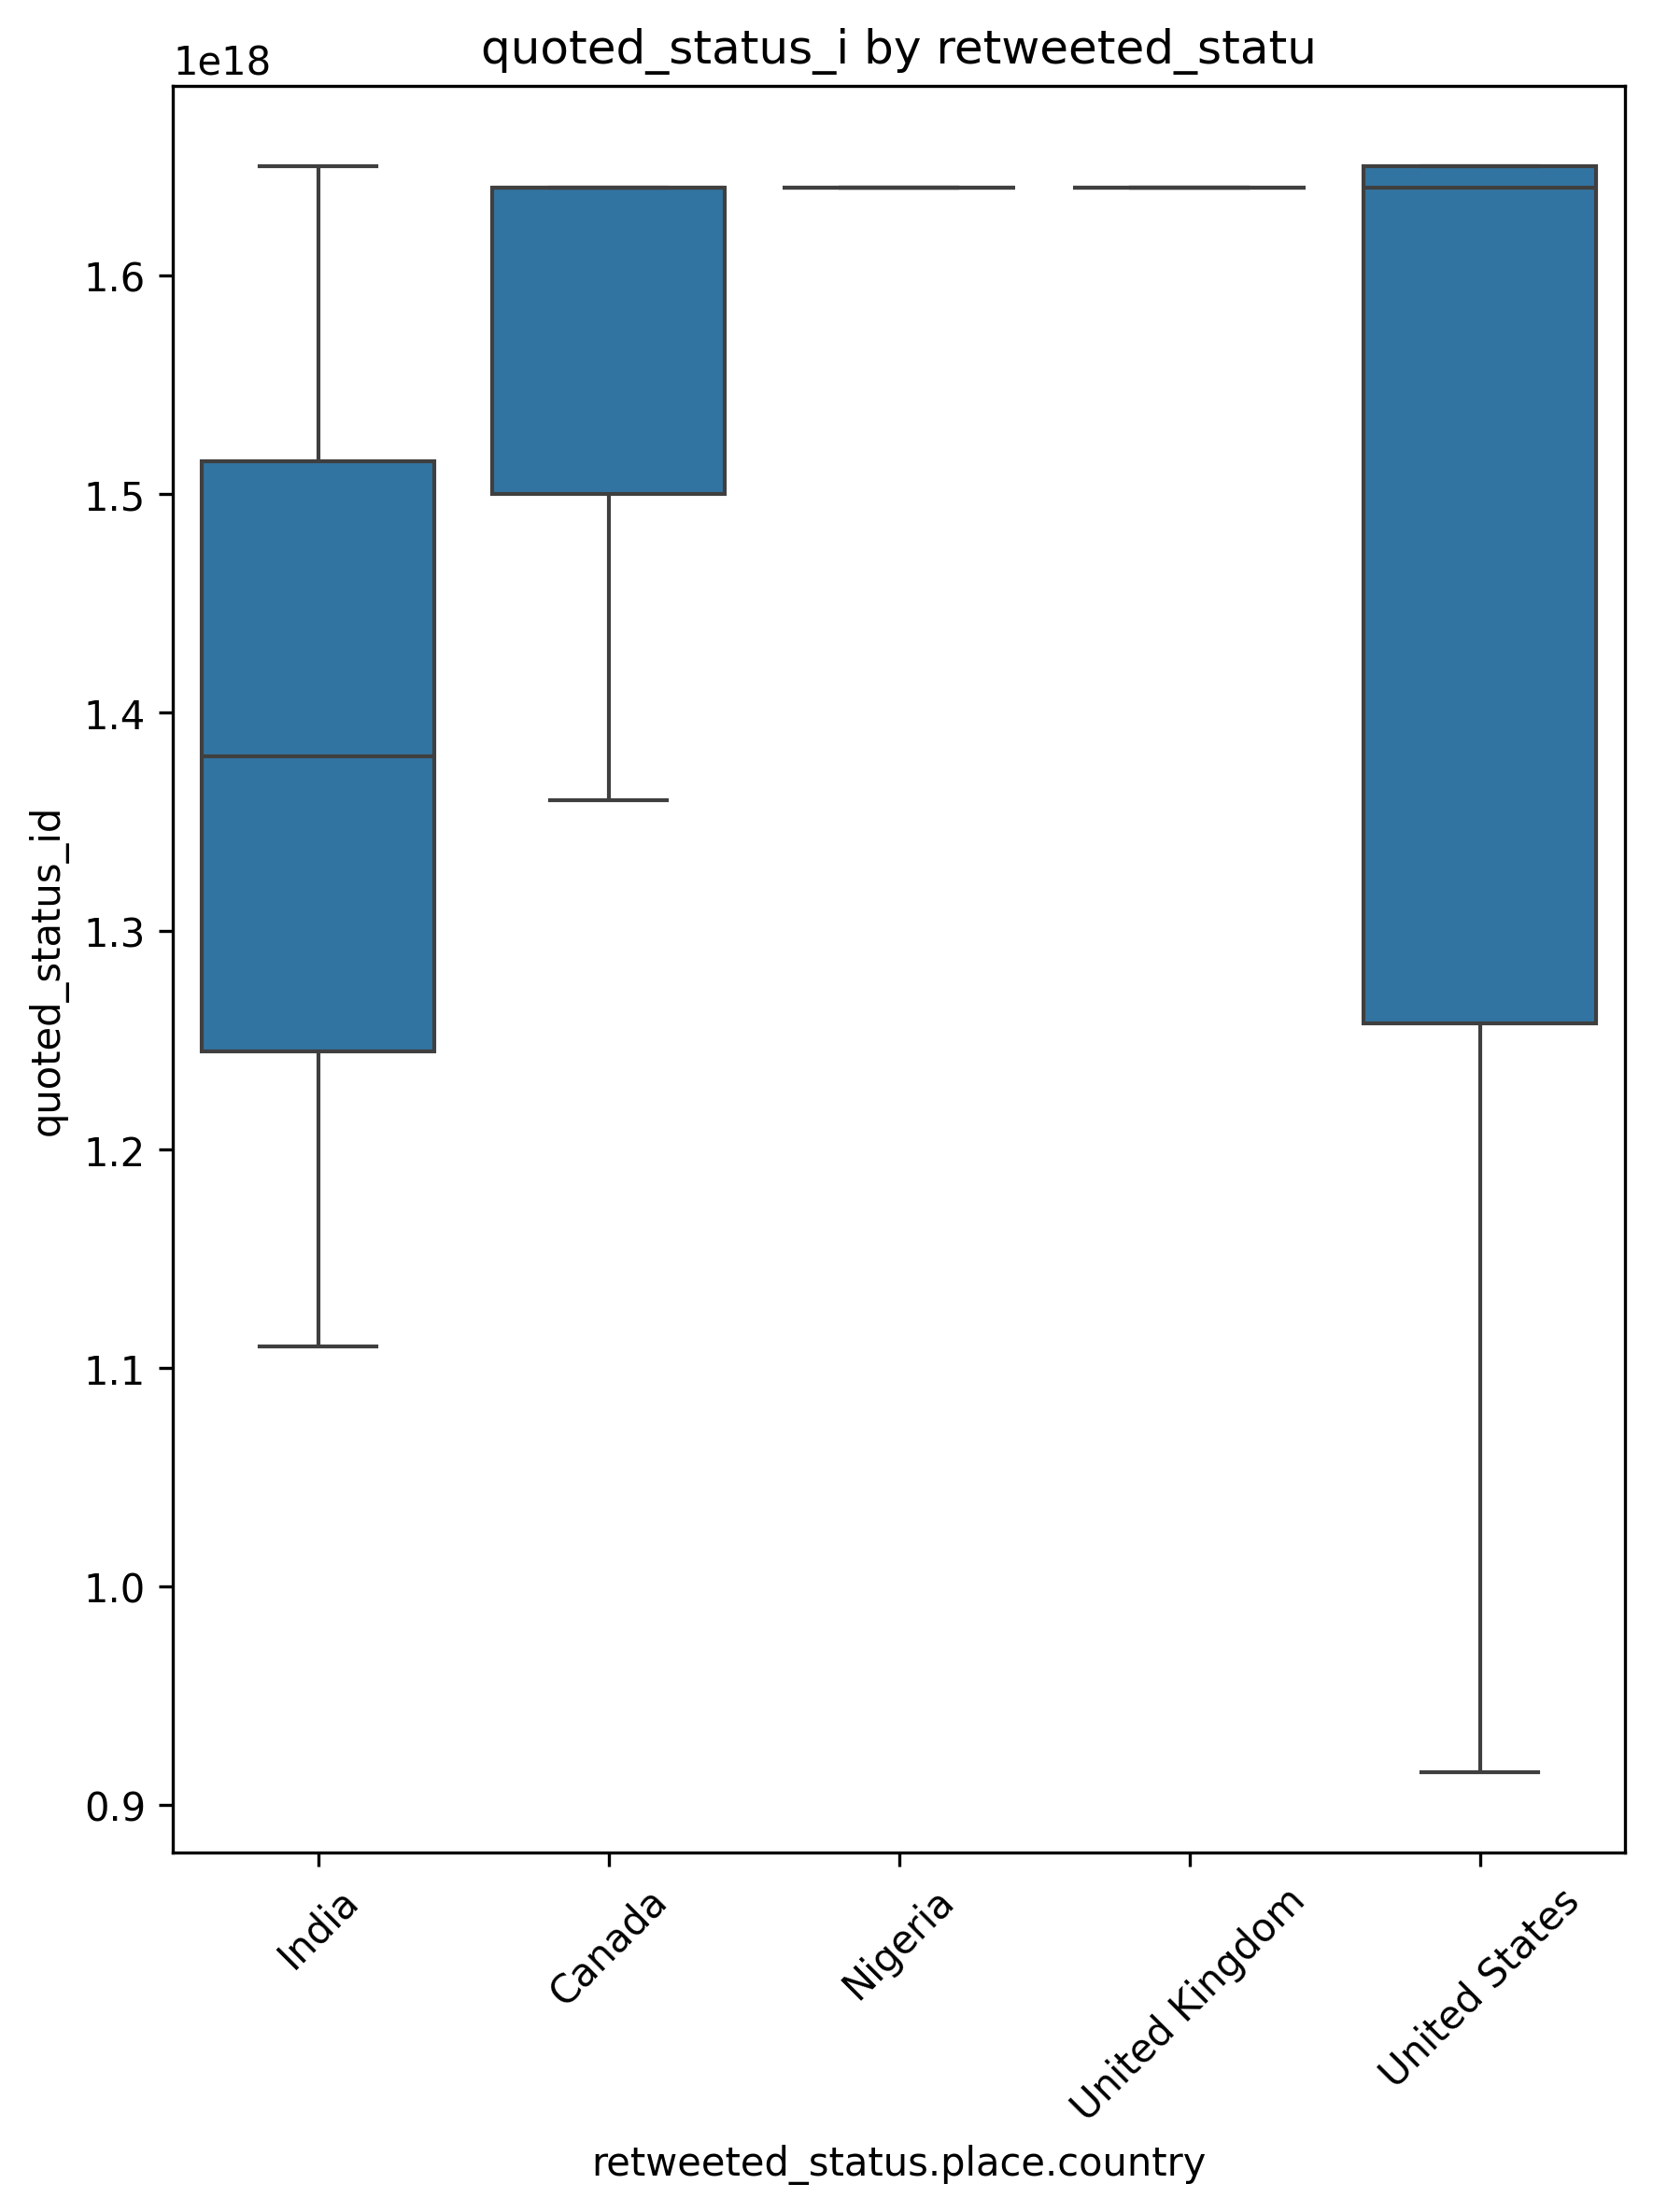 quoted_status_i by retweeted_statu
1e18
1.6
1.5
1.4
1.3
1.2
1.1
1.0
0.9
quoted_status_id
India
Canada
Nigeria
United Kingdom
United States
retweeted_status.place.country